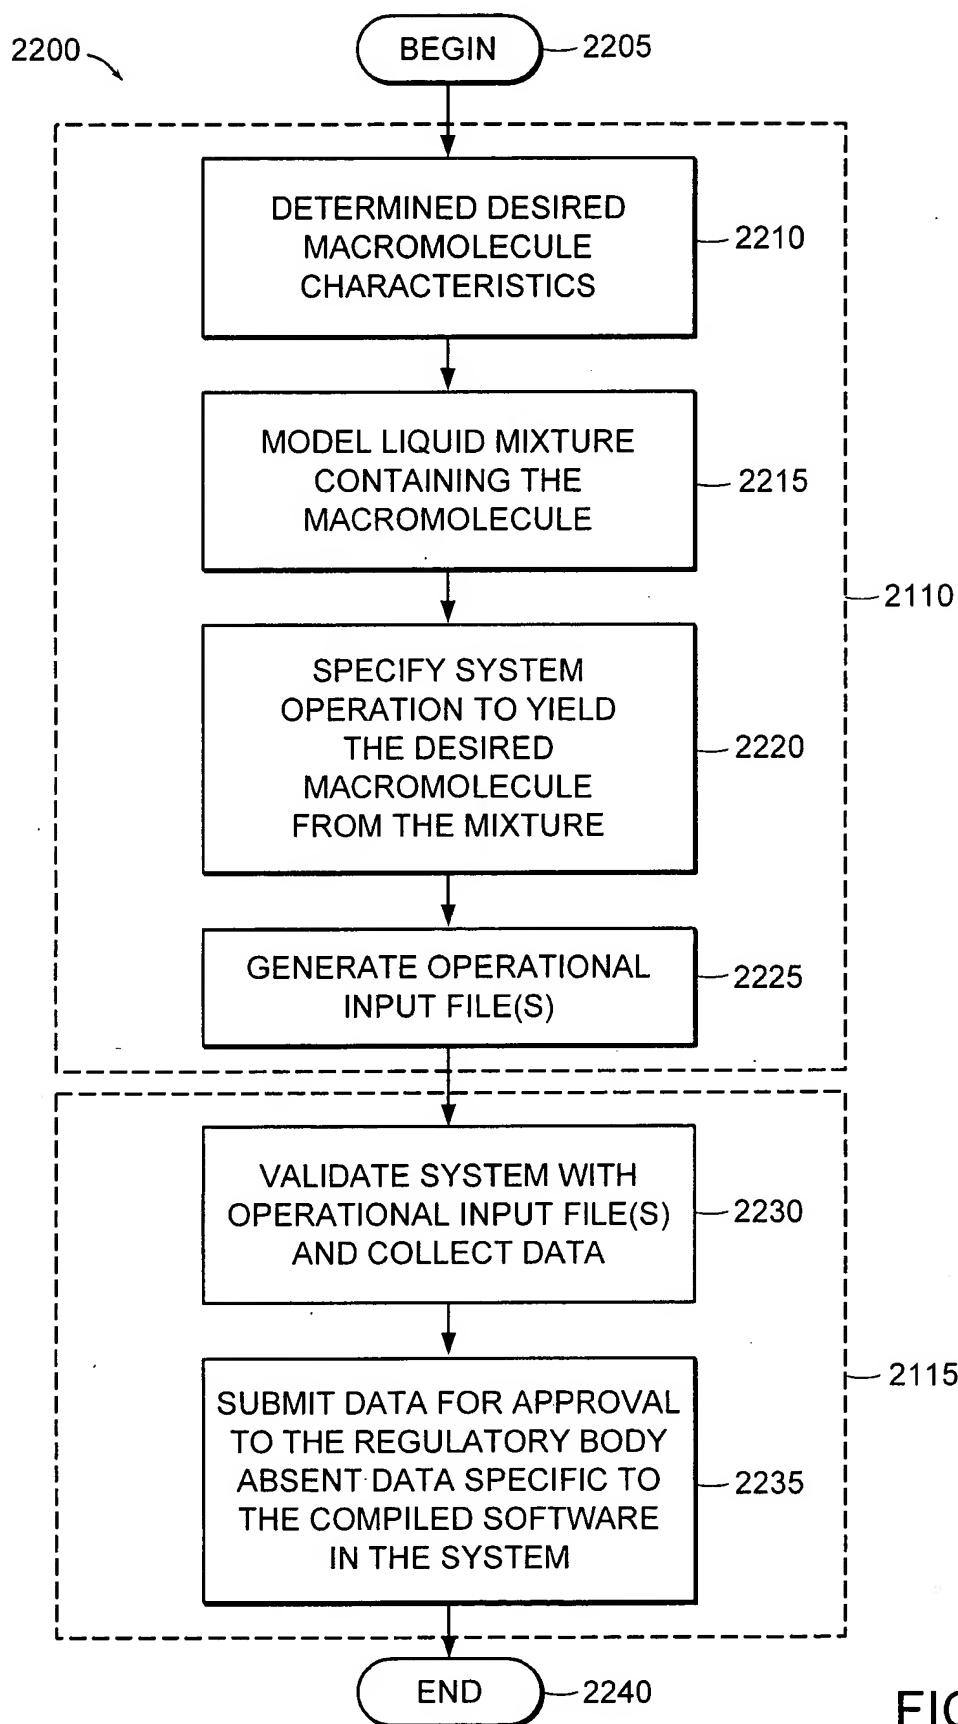 2200
BEGIN
2205
DETERMINED DESIRED
MACROMOLECULE
CHARACTERISTICS
2210
MODEL LIQUID MIXTURE
CONTAINING THE
MACROMOLECULE
2215
2110
SPECIFY SYSTEM
OPERATION TO YIELD
THE DESIRED
MACROMOLECULE
FROM THE MIXTURE
2220
GENERATE OPERATIONAL
INPUT FILE(S)
2225
VALIDATE SYSTEM WITH
OPERATIONAL INPUT FILE(S)
AND COLLECT DATA
2230
SUBMIT DATA FOR APPROVAL
TO THE REGULATORY BODY
ABSENT DATA SPECIFIC TO
THE COMPILED SOFTWARE
IN THE SYSTEM
2235
2115
END
2240
FIG